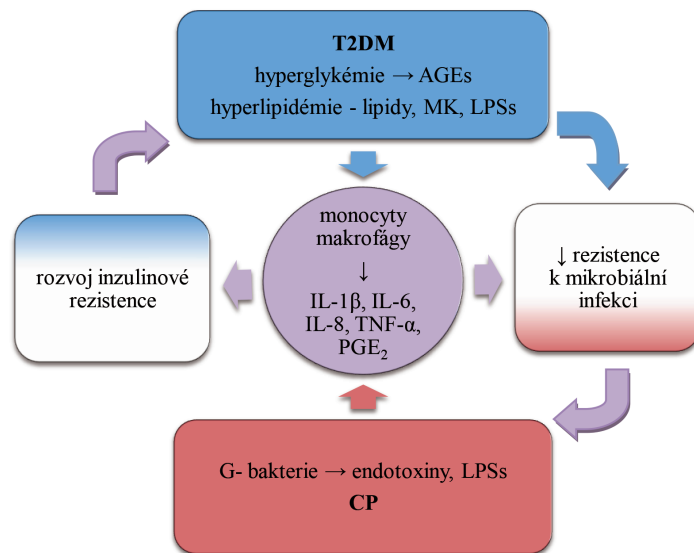 T2DM
hyperglykémie → AGEs
hyperlipidémie - lipidy, MK, LPSs
rozvoj inzulinové
rezistence
monocyty
makrofágy
↓
IL-1β, IL-6,
IL-8, TNF-α,
PGE₂
↓ rezistence
k mikrobiální
infekci
G- bakterie → endotoxiny, LPSs
CP